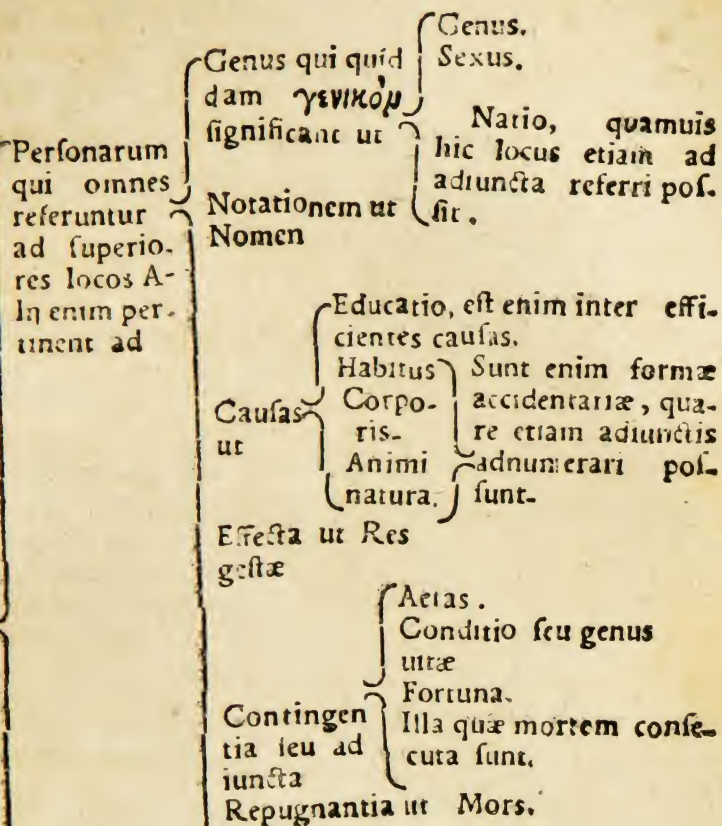 Personarum
qui omnes
referuntur
ad superio-
res locos A-
lij enim per-
tinent ad
Genus qui quid
dam γενικὸμ
significant ut
Genus.
Sexus.
Natio, quamuis
hic locus etiam ad
adiuncta referri pos-
sit.
Notationem ut
Nomen
Causas
ut
Educatio, est enim inter effi-
cientes causas.
Habitus
Corpo-
ris.
Animi
natura.
Sunt enim formæ
accidentariæ, qua-
re etiam adiunctis
adnumerari pos-
sunt.
Effecta ut Res
gestæ
Contingen
tia seu ad
iuncta
Aetas.
Conditio seu genus
uitæ
Fortuna.
Illa quæ mortem conse-
cuta sunt.
Repugnantia ut Mors.